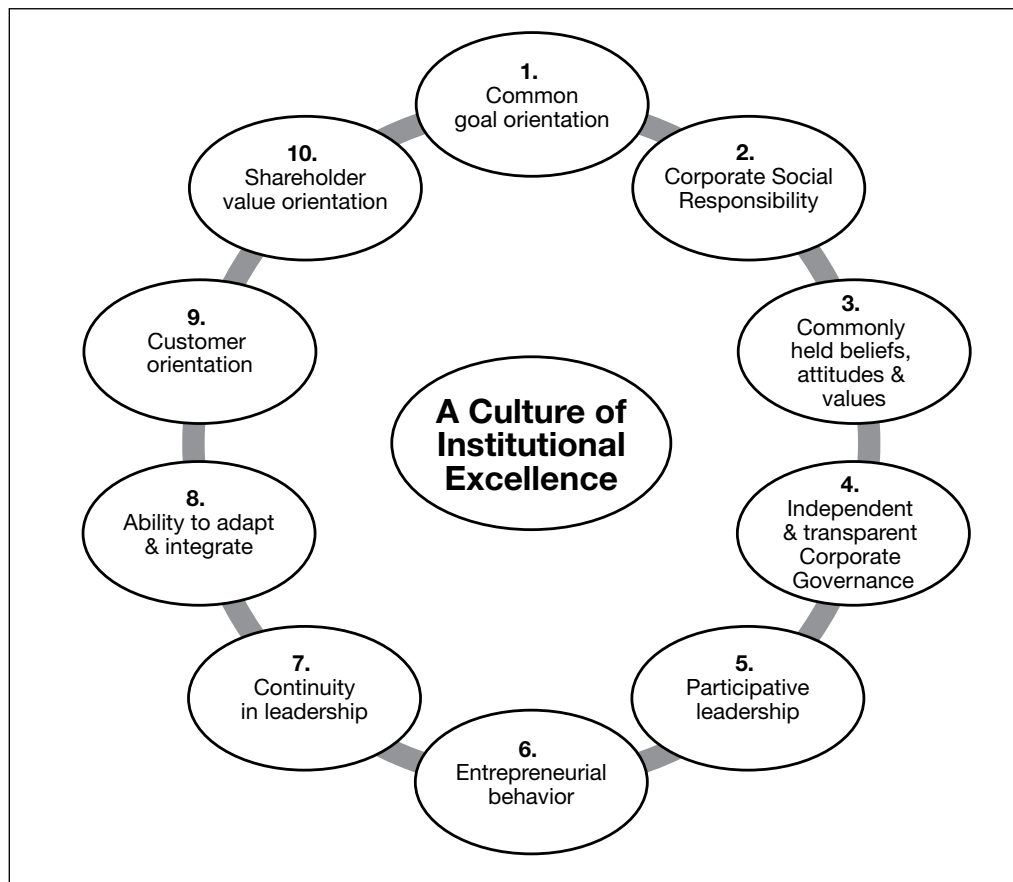 1.
Common
goal orientation
2.
Corporate Social
Responsibility
3.
Commonly
held beliefs,
attitudes &
values
4.
Independent
& transparent
Corporate
Governance
5.
Participative
leadership
6.
Entrepreneurial
behavior
7.
Continuity
in leadership
8.
Ability to adapt
& integrate
9.
Customer
orientation
10.
Shareholder
value orientation
A Culture of
Institutional
Excellence